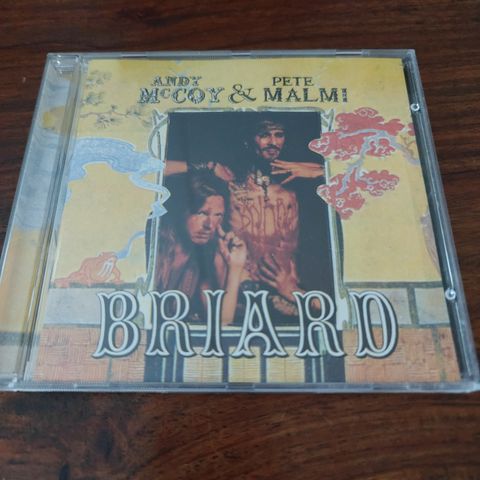 ANDY PETE
McCOY & MALMI
BRIARD